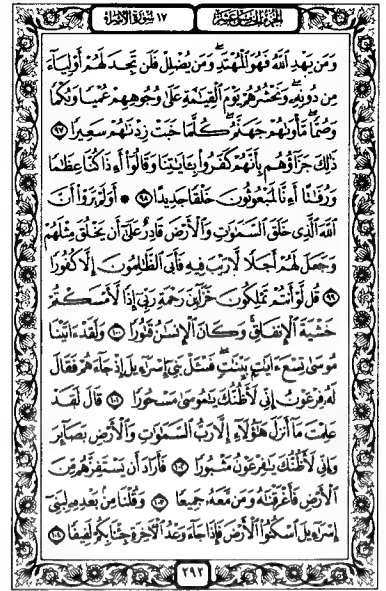 الجزء الخامس عشر
١٧ سورة الإسراء
وَمَن يَهْدِ ٱللَّهُ فَهُوَ ٱلْمُهْتَدِ ۖ وَمَن يُضْلِلْ فَلَن تَجِدَ لَهُمْ أَوْلِيَآءَ
مِن دُونِهِۦ ۖ وَنَحْشُرُهُمْ يَوْمَ ٱلْقِيَٰمَةِ عَلَىٰ وُجُوهِهِمْ عُمْيًا وَبُكْمًا
وَصُمًّا ۖ مَّأْوَىٰهُمْ جَهَنَّمُ ۖ كُلَّمَا خَبَتْ زِدْنَٰهُمْ سَعِيرًا ٩٧
ذَٰلِكَ جَزَآؤُهُم بِأَنَّهُمْ كَفَرُوا۟ بِـَٔايَٰتِنَا وَقَالُوٓا۟ أَءِذَا كُنَّا عِظَٰمًا
وَرُفَٰتًا أَءِنَّا لَمَبْعُوثُونَ خَلْقًا جَدِيدًا ٩٨ ۞ أَوَلَمْ يَرَوْا۟ أَنَّ
ٱللَّهَ ٱلَّذِى خَلَقَ ٱلسَّمَٰوَٰتِ وَٱلْأَرْضَ قَادِرٌ عَلَىٰٓ أَن يَخْلُقَ مِثْلَهُمْ
وَجَعَلَ لَهُمْ أَجَلًا لَّا رَيْبَ فِيهِ فَأَبَى ٱلظَّٰلِمُونَ إِلَّا كُفُورًا
٩٩ قُل لَّوْ أَنتُمْ تَمْلِكُونَ خَزَآئِنَ رَحْمَةِ رَبِّىٓ إِذًا لَّأَمْسَكْتُمْ
خَشْيَةَ ٱلْإِنفَاقِ ۚ وَكَانَ ٱلْإِنسَٰنُ قَتُورًا ١٠٠ وَلَقَدْ ءَاتَيْنَا
مُوسَىٰ تِسْعَ ءَايَٰتٍۭ بَيِّنَٰتٍ ۖ فَسْـَٔلْ بَنِىٓ إِسْرَٰٓءِيلَ إِذْ جَآءَهُمْ فَقَالَ
لَهُۥ فِرْعَوْنُ إِنِّى لَأَظُنُّكَ يَٰمُوسَىٰ مَسْحُورًا ١٠١ قَالَ لَقَدْ
عَلِمْتَ مَآ أَنزَلَ هَٰٓؤُلَآءِ إِلَّا رَبُّ ٱلسَّمَٰوَٰتِ وَٱلْأَرْضِ بَصَآئِرَ
وَإِنِّى لَأَظُنُّكَ يَٰفِرْعَوْنُ مَثْبُورًا ١٠٢ فَأَرَادَ أَن يَسْتَفِزَّهُم مِّنَ
ٱلْأَرْضِ فَأَغْرَقْنَٰهُ وَمَن مَّعَهُۥ جَمِيعًا ١٠٣ وَقُلْنَا مِنۢ بَعْدِهِۦ لِبَنِىٓ
إِسْرَٰٓءِيلَ ٱسْكُنُوا۟ ٱلْأَرْضَ فَإِذَا جَآءَ وَعْدُ ٱلْءَاخِرَةِ جِئْنَا بِكُمْ لَفِيفًا ١٠٤
٢٩٢